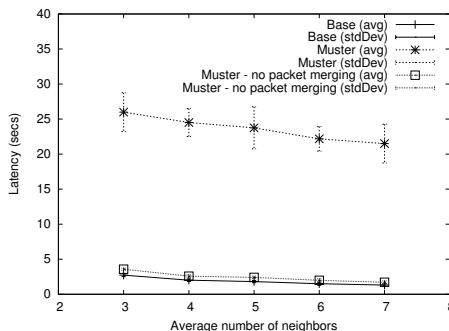 40
35
30
25
20
15
10
5
0
Latency (secs)
Base (avg)
Base (stdDev)
Muster (avg)
Muster (stdDev)
Muster - no packet merging (avg)
Muster - no packet merging (stdDev)
2 3 4 5 6 7 8
Average number of neighbors